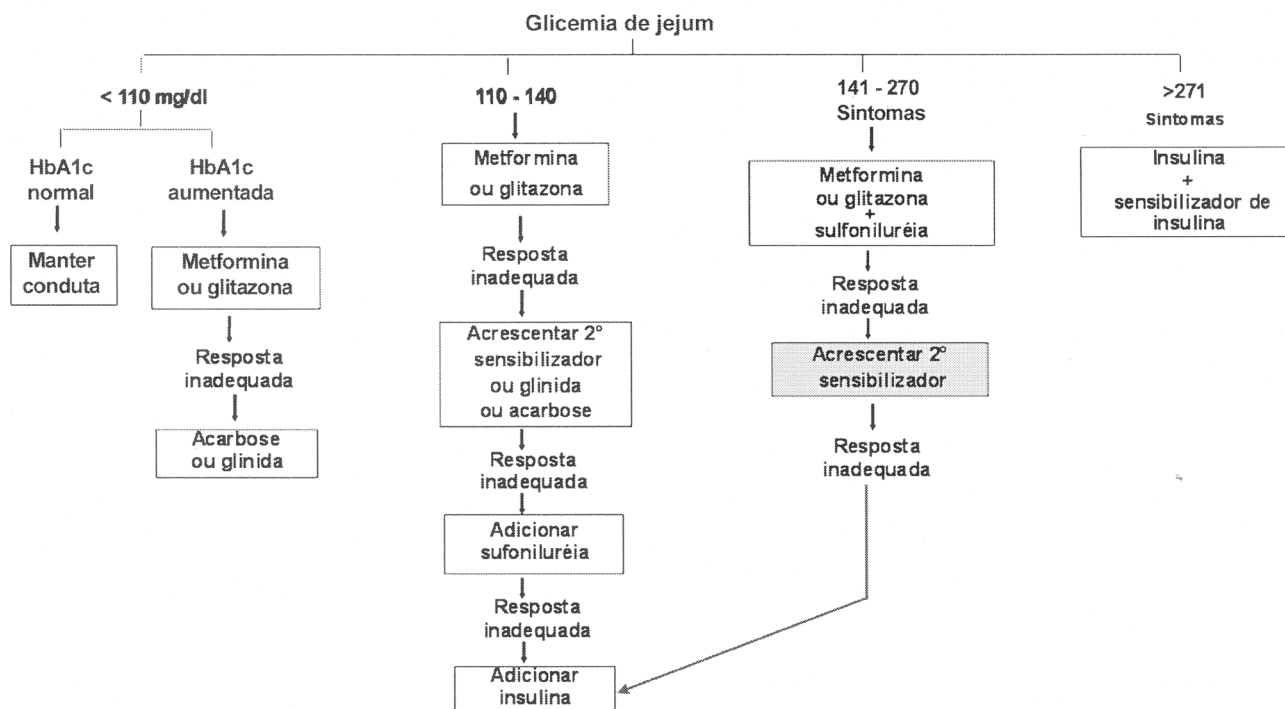 Glicemia de jejum
< 110 mg/dl
HbA1c
normal
Manter
conduta
HbA1c
aumentada
Metformina
ou glitazona
Resposta
inadequada
Acarbose
ou glinida
110 - 140
Metformina
ou glitazona
Resposta
inadequada
Acrescentar 2°
sensibilizador
ou glinida
ou acarbose
Resposta
inadequada
Adicionar
sufoniluréia
Resposta
inadequada
Adicionar
insulina
141 - 270
Sintomas
Metformina
ou glitazona
+
sulfoniluréia
Resposta
inadequada
Acrescentar 2°
sensibilizador
Resposta
inadequada
>271
Sintomas
Insulina
+
sensibilizador de
insulina